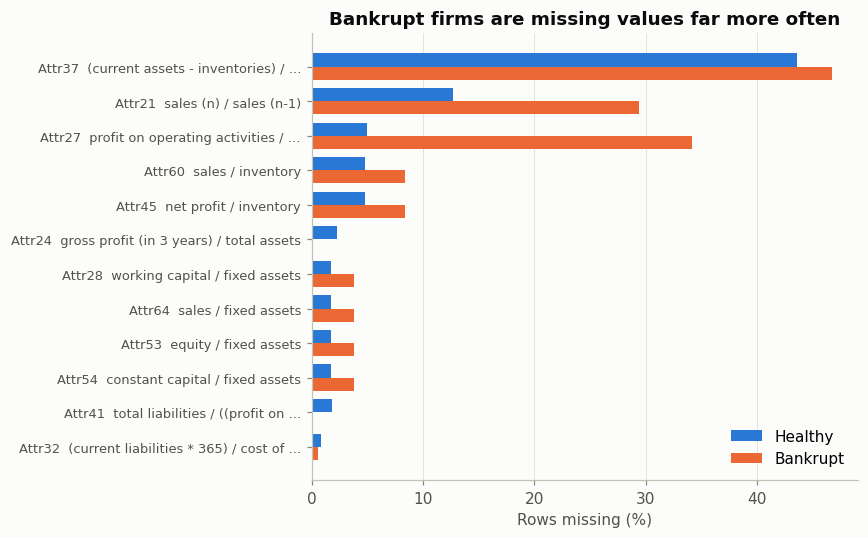 Bankrupt firms are missing values far more often
Attr37  (current assets - inventories) / ...
Attr21  sales (n) / sales (n-1)
Attr27  profit on operating activities / ...
Attr60  sales / inventory
Attr45  net profit / inventory
Attr24  gross profit (in 3 years) / total assets
Attr28  working capital / fixed assets
Attr64  sales / fixed assets
Attr53  equity / fixed assets
Attr54  constant capital / fixed assets
Attr41  total liabilities / ((profit on ...
Attr32  (current liabilities * 365) / cost of ...
Healthy
Bankrupt
0 10 20 30 40
Rows missing (%)